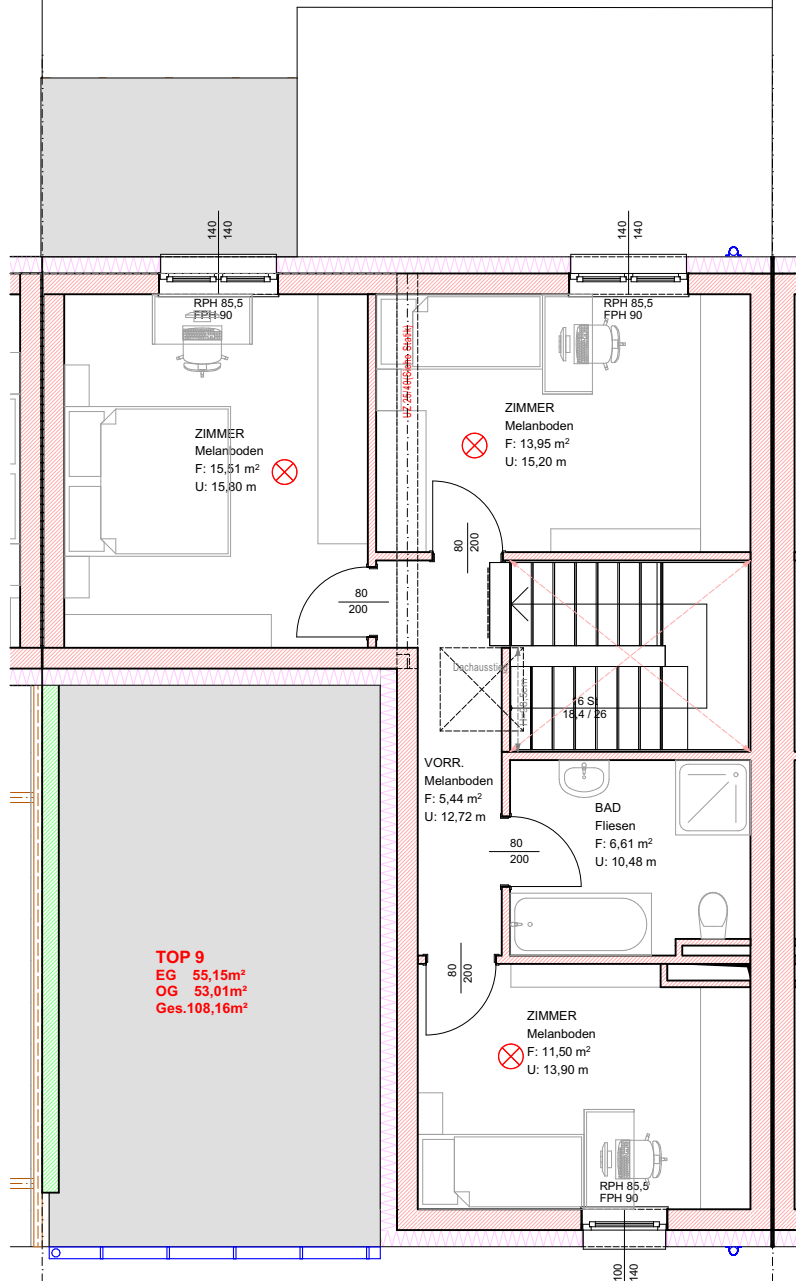 140
140
140
140
RPH 85,5
FPH 90
RPH 85,5
FPH 90
ZIMMER
Melanboden
F: 15,51 m²
U: 15,80 m
ZIMMER
Melanboden
F: 13,95 m²
U: 15,20 m
80
200
80
200
Dachausstieg
6 St
18,4 / 26
VORR.
Melanboden
F: 5,44 m²
U: 12,72 m
BAD
Fliesen
F: 6,61 m²
U: 10,48 m
80
200
TOP 9
EG 55,15m²
OG 53,01m²
Ges.108,16m²
80
200
ZIMMER
Melanboden
F: 11,50 m²
U: 13,90 m
RPH 85,5
FPH 90
100
140